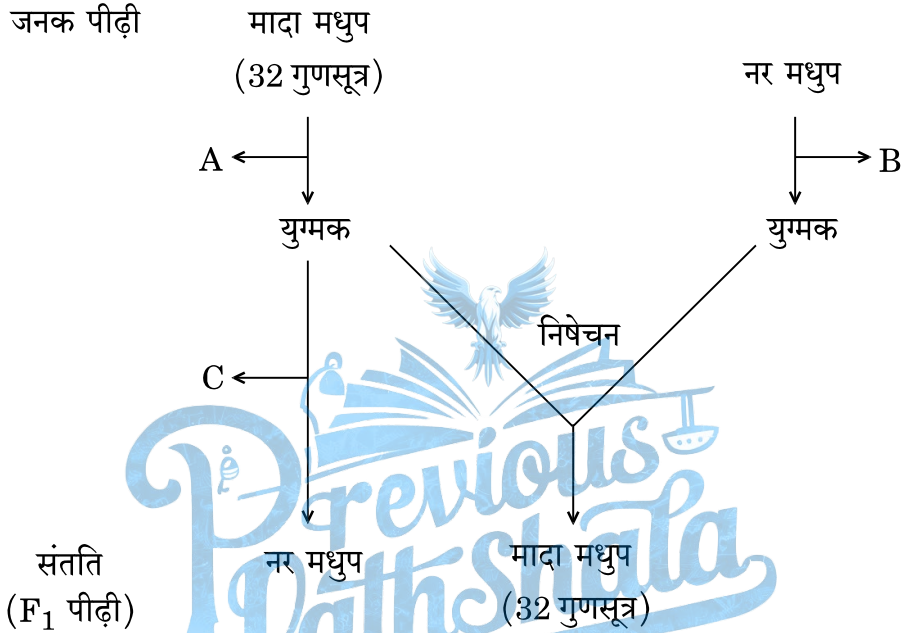 जनक पीढ़ी मादा मधुप
(32 गुणसूत्र) नर मधुप
A B
युग्मक युग्मक
निषेचन
C
Previous
PathShala
संतति नर मधुप मादा मधुप
(F₁ पीढ़ी) (32 गुणसूत्र)